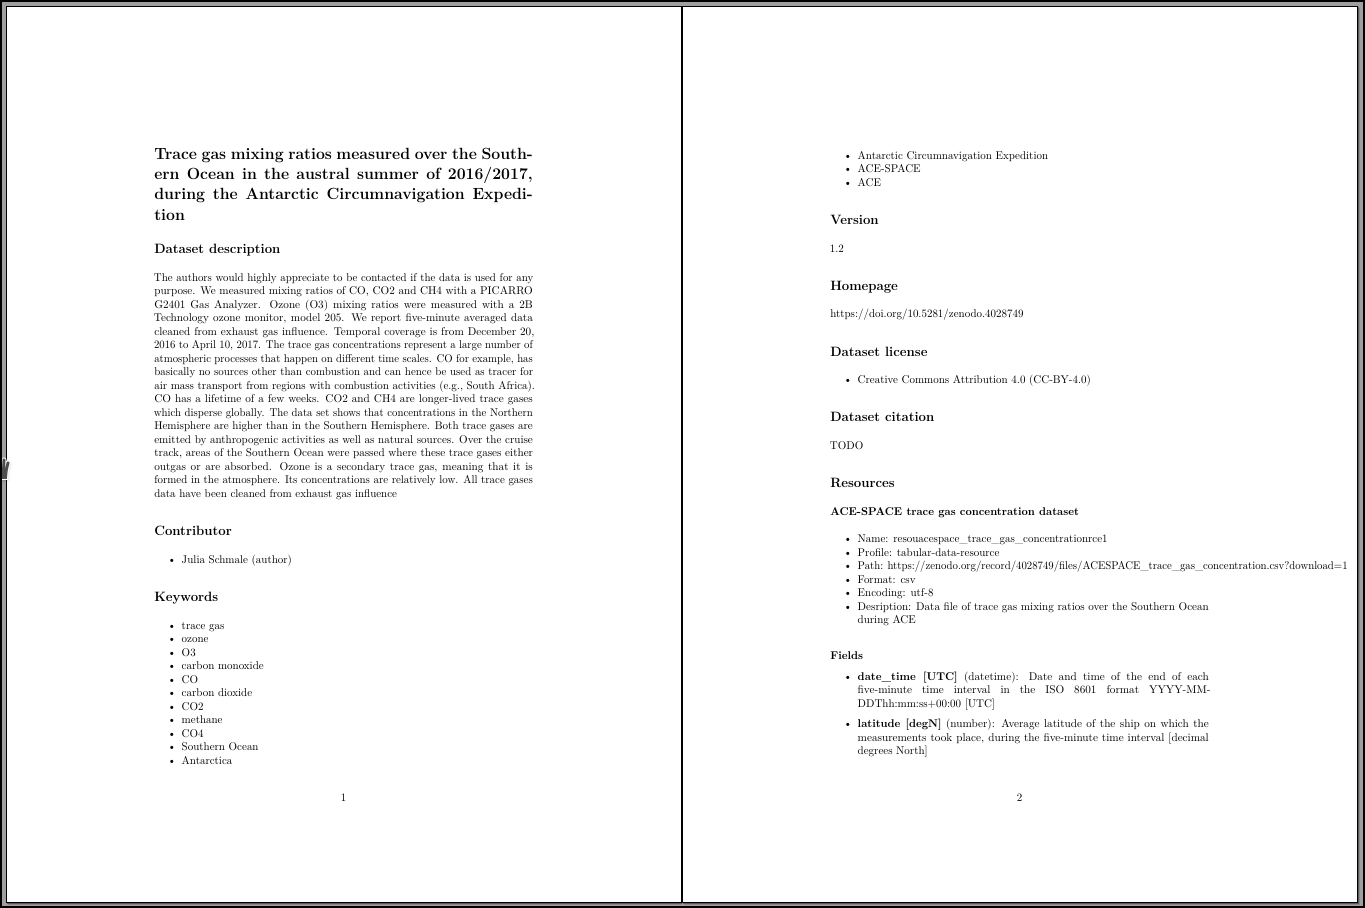 Trace gas mixing ratios measured over the South-
ern Ocean in the austral summer of 2016/2017,
during the Antarctic Circumnavigation Expedi-
tion
Dataset description
The authors would highly appreciate to be contacted if the data is used for any
purpose. We measured mixing ratios of CO, CO2 and CH4 with a PICARRO
G2401 Gas Analyzer. Ozone (O3) mixing ratios were measured with a 2B
Technology ozone monitor, model 205. We report five-minute averaged data
cleaned from exhaust gas influence. Temporal coverage is from December 20,
2016 to April 10, 2017. The trace gas concentrations represent a large number of
atmospheric processes that happen on different time scales. CO for example, has
basically no sources other than combustion and can hence be used as tracer for
air mass transport from regions with combustion activities (e.g., South Africa).
CO has a lifetime of a few weeks. CO2 and CH4 are longer-lived trace gases
which disperse globally. The data set shows that concentrations in the Northern
Hemisphere are higher than in the Southern Hemisphere. Both trace gases are
emitted by anthropogenic activities as well as natural sources. Over the cruise
track, areas of the Southern Ocean were passed where these trace gases either
outgas or are absorbed. Ozone is a secondary trace gas, meaning that it is
formed in the atmosphere. Its concentrations are relatively low. All trace gases
data have been cleaned from exhaust gas influence
Contributor
• Julia Schmale (author)
Keywords
• trace gas
• ozone
• O3
• carbon monoxide
• CO
• carbon dioxide
• CO2
• methane
• CO4
• Southern Ocean
• Antarctica
1
• Antarctic Circumnavigation Expedition
• ACE-SPACE
• ACE
Version
1.2
Homepage
https://doi.org/10.5281/zenodo.4028749
Dataset license
• Creative Commons Attribution 4.0 (CC-BY-4.0)
Dataset citation
TODO
Resources
ACE-SPACE trace gas concentration dataset
• Name: resouacespace_trace_gas_concentrationrce1
• Profile: tabular-data-resource
• Path: https://zenodo.org/record/4028749/files/ACESPACE_trace_gas_concentration.csv?download=1
• Format: csv
• Encoding: utf-8
• Desription: Data file of trace gas mixing ratios over the Southern Ocean
during ACE
Fields
• date_time [UTC] (datetime): Date and time of the end of each
five-minute time interval in the ISO 8601 format YYYY-MM-
DDThh:mm:ss+00:00 [UTC]
• latitude [degN] (number): Average latitude of the ship on which the
measurements took place, during the five-minute time interval [decimal
degrees North]
2